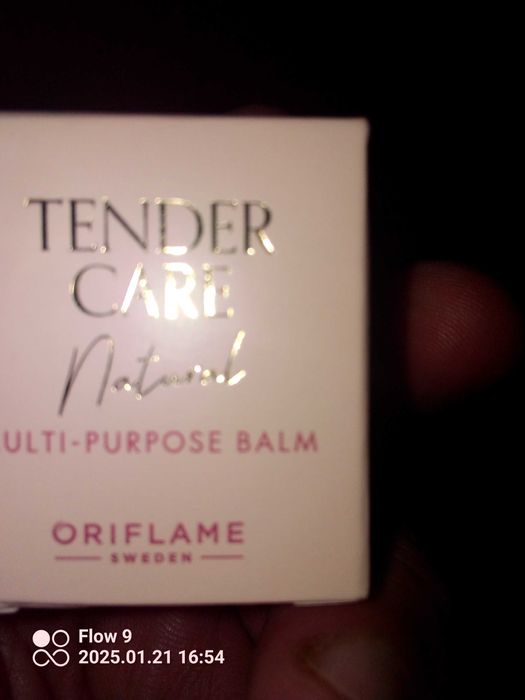 TENDER
CARE
Natural
ULTI-PURPOSE BALM
ORIFLAME
SWEDEN
Flow 9
2025.01.21 16:54